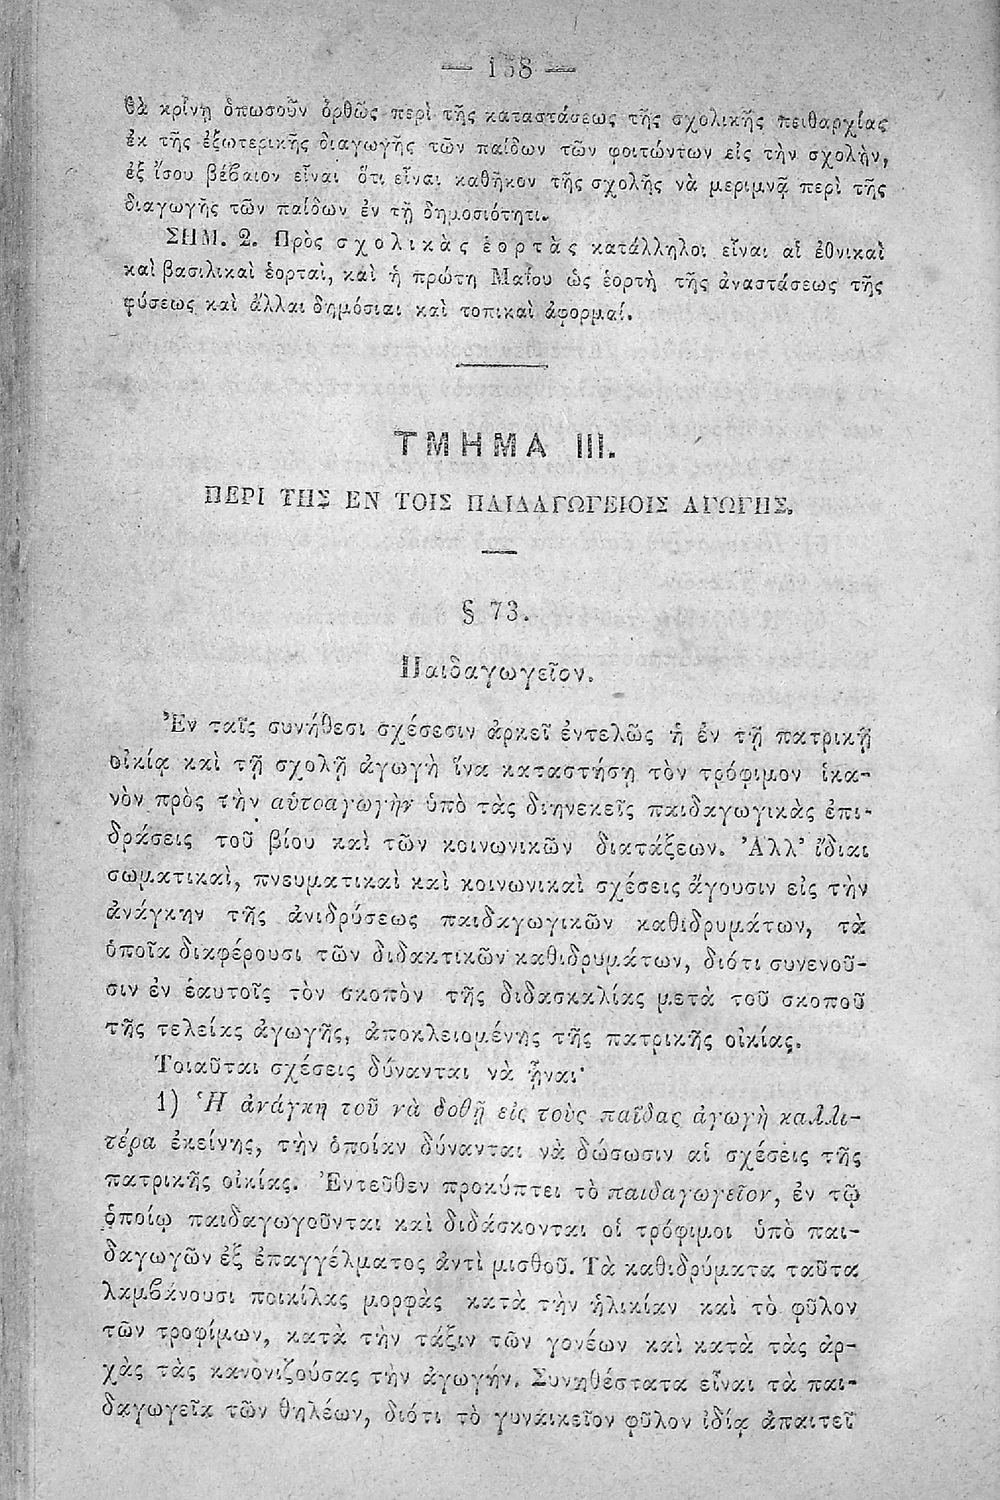 — 158 —
θὰ κρίνῃ ὁπωσοῦν ὀρθῶς περὶ τῆς καταστάσεως τῆς σχολικῆς πειθαρχίας
ἐκ τῆς ἐξωτερικῆς διαγωγῆς τῶν παίδων τῶν φοιτώντων εἰς τὴν σχολὴν,
ἐξ ἴσου βέβαιον εἶναι ὅτι εἶναι καθῆκον τῆς σχολῆς νὰ μεριμνᾷ περὶ τῆς
διαγωγῆς τῶν παίδων ἐν τῇ δημοσιότητι.
ΣΗΜ. 2. Πρὸς σχολικὰς ἑορτὰς κατάλληλοι εἶναι αἱ ἐθνικαὶ
καὶ βασιλικαὶ ἑορταὶ, καὶ ἡ πρώτη Μαΐου ὡς ἑορτὴ τῆς ἀναστάσεως τῆς
φύσεως καὶ ἄλλαι δημόσιαι καὶ τοπικαὶ ἀφορμαί.
ΤΜΗΜΑ III.
ΠΕΡΙ ΤΗΣ ΕΝ ΤΟΙΣ ΠΑΙΔΑΓΩΓΕΙΟΙΣ ΑΓΩΓΗΣ.
§ 73.
Παιδαγωγεῖον.
Ἐν ταῖς συνήθεσι σχέσεσιν ἀρκεῖ ἐντελῶς ἡ ἐν τῇ πατρικῇ
οἰκίᾳ καὶ τῇ σχολῇ ἀγωγὴ ἵνα καταστήσῃ τὸν τρόφιμον ἱκα-
νὸν πρὸς τὴν αὐτοαγωγὴν ὑπὸ τὰς διηνεκεῖς παιδαγωγικὰς ἐπι-
δράσεις τοῦ βίου καὶ τῶν κοινωνικῶν διατάξεων. Ἀλλ' ἴδιαι
σωματικαὶ, πνευματικαὶ καὶ κοινωνικαὶ σχέσεις ἄγουσιν εἰς τὴν
ἀνάγκην τῆς ἀνιδρύσεως παιδαγωγικῶν καθιδρυμάτων, τὰ
ὁποῖα διαφέρουσι τῶν διδακτικῶν καθιδρυμάτων, διότι συνενοῦ-
σιν ἐν ἑαυτοῖς τὸν σκοπὸν τῆς διδασκαλίας μετὰ τοῦ σκοποῦ
τῆς τελείας ἀγωγῆς, ἀποκλειομένης τῆς πατρικῆς οἰκίας.
Τοιαῦται σχέσεις δύνανται νὰ ᾖναι·
1) Ἡ ἀνάγκη τοῦ νὰ δοθῇ εἰς τοὺς παῖδας ἀγωγὴ καλλι-
τέρα ἐκείνης, τὴν ὁποίαν δύνανται νὰ δώσωσιν αἱ σχέσεις τῆς
πατρικῆς οἰκίας. Ἐντεῦθεν προκύπτει τὸ παιδαγωγεῖον, ἐν τῷ
ὁποίῳ παιδαγωγοῦνται καὶ διδάσκονται οἱ τρόφιμοι ὑπὸ παι-
δαγωγῶν ἐξ ἐπαγγέλματος ἀντὶ μισθοῦ. Τὰ καθιδρύματα ταῦτα
λαμβάνουσι ποικίλας μορφὰς κατὰ τὴν ἡλικίαν καὶ τὸ φῦλον
τῶν τροφίμων, κατὰ τὴν τάξιν τῶν γονέων καὶ κατὰ τὰς ἀρ-
χὰς τὰς κανονιζούσας τὴν ἀγωγήν. Συνηθέστατα εἶναι τὰ παι-
δαγωγεῖα τῶν θηλέων, διότι τὸ γυναικεῖον φῦλον ἰδίᾳ ἀπαιτεῖ